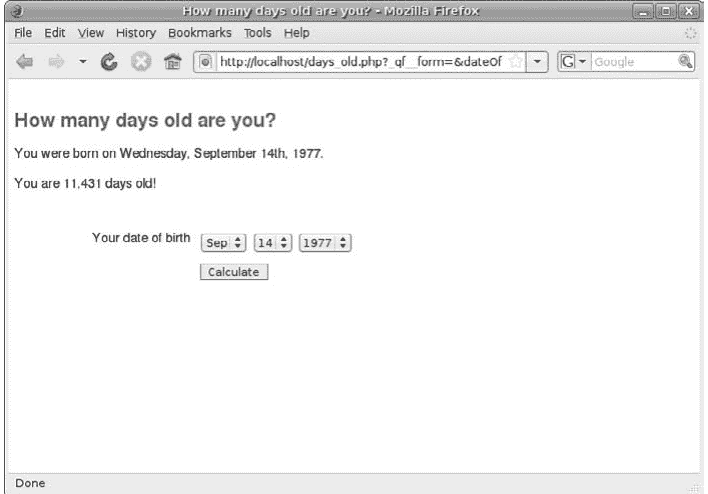 How many days old are you? - Mozilla Firefox
File Edit View History Bookmarks Tools Help
http://localhost/days_old.php?_qf__form=&dateOf
G Google
How many days old are you?
You were born on Wednesday, September 14th, 1977.
You are 11,431 days old!
Your date of birth Sep 14 1977
Calculate
Done